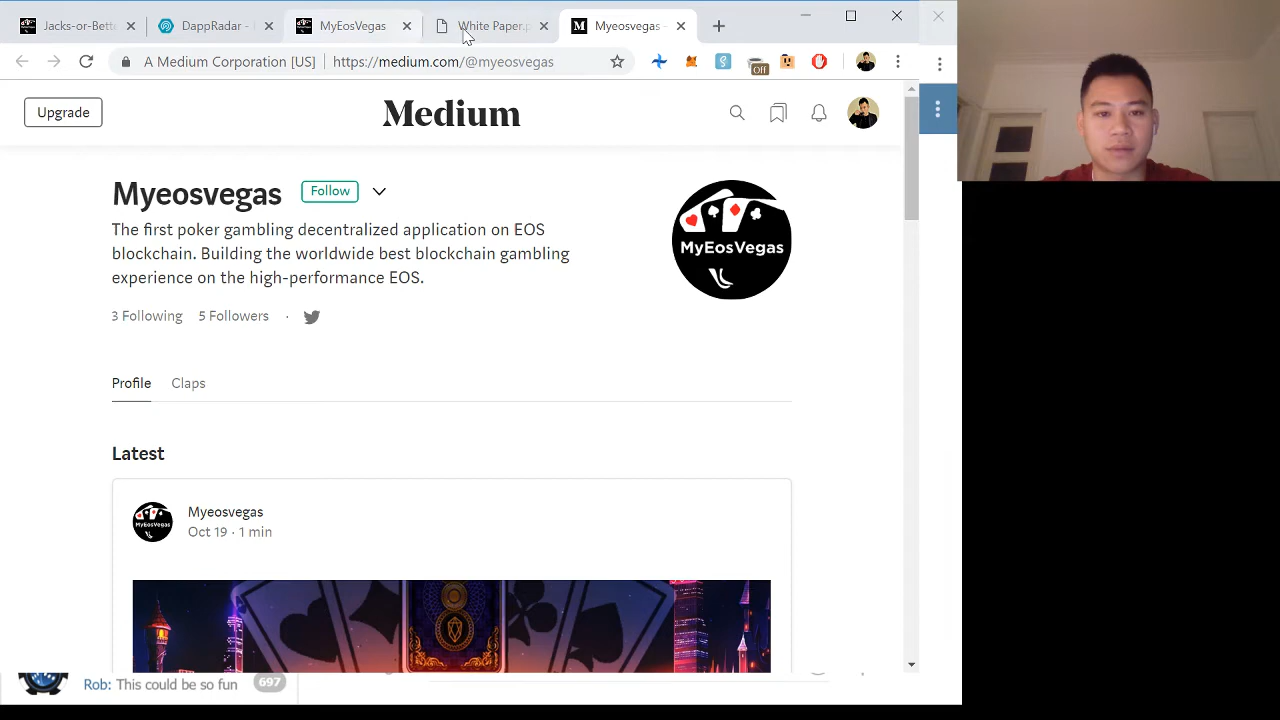 Jacks-or-Bette
DappRadar -
MyEosVegas
White Paper.p
M
Myeosvegas -
A Medium Corporation [US]
https://medium.com/@myeosvegas
Off
Upgrade
Medium
Myeosvegas
Follow
The first poker gambling decentralized application on EOS
blockchain. Building the worldwide best blockchain gambling
experience on the high-performance EOS.
3 Following
5 Followers
·
MyEosVegas
Profile
Claps
Latest
MyEosVegas
Myeosvegas
Oct 19 · 1 min
Rob: This could be so fun
697